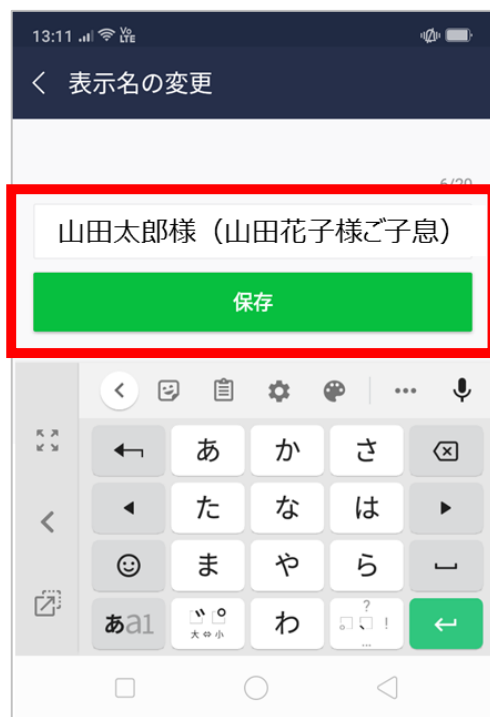 13:11 Vo LTE
表示名の変更
6/20
山田太郎様（山田花子様ご子息）
保存
あ か さ
た な は
ま や ら
あa1 大⇔小 わ ? 。 、 ! ...